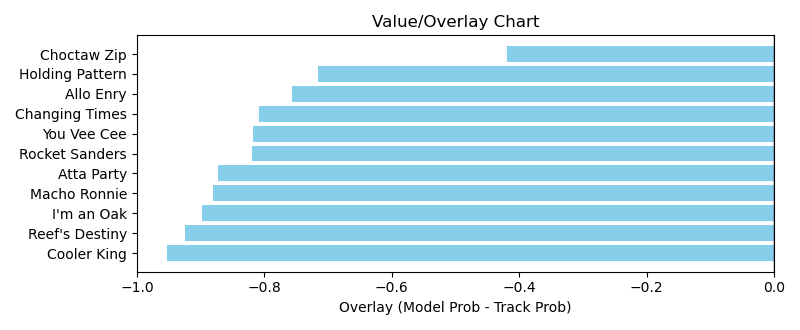 Value/Overlay Chart
Choctaw Zip
Holding Pattern
Allo Enry
Changing Times
You Vee Cee
Rocket Sanders
Atta Party
Macho Ronnie
I'm an Oak
Reef's Destiny
Cooler King
−1.0 −0.8 −0.6 −0.4 −0.2 0.0
Overlay (Model Prob - Track Prob)